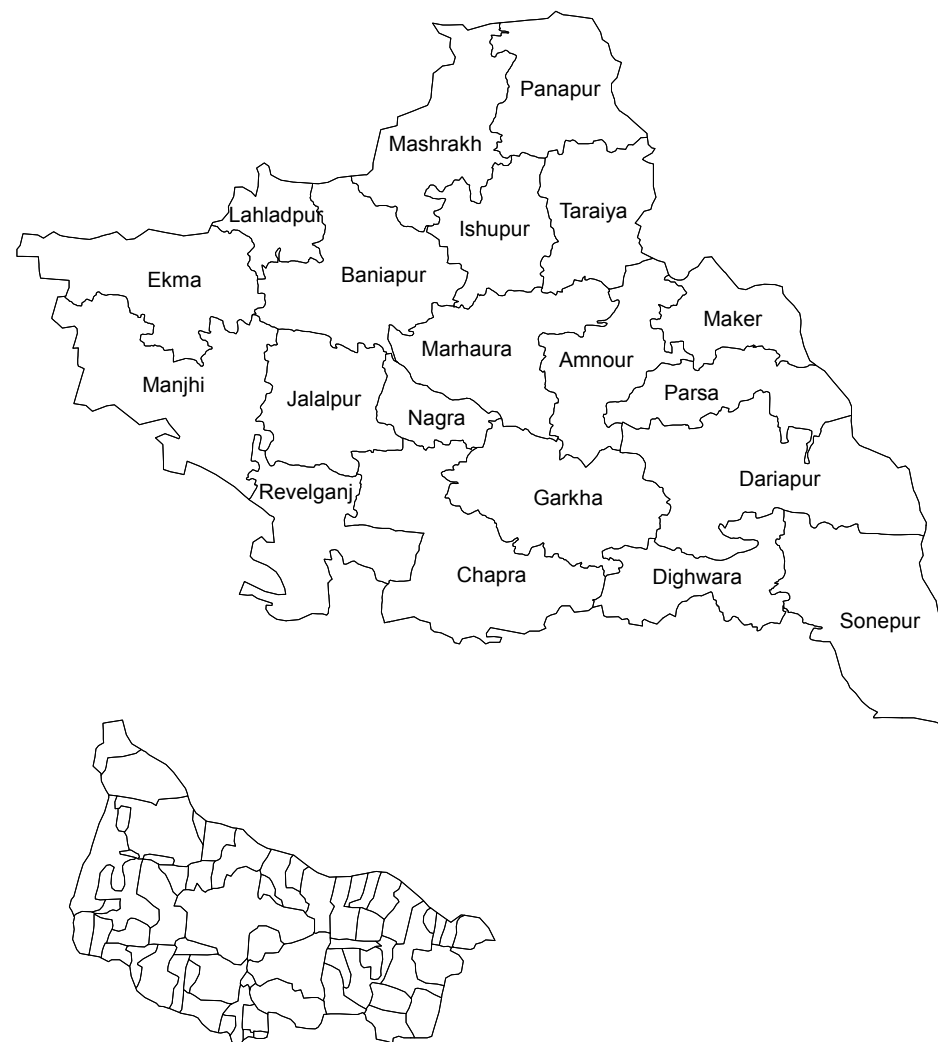 Panapur
Mashrakh
Lahladpur
Taraiya
Ishupur
Ekma
Baniapur
Maker
Marhaura
Amnour
Manjhi
Parsa
Jalalpur
Nagra
Dariapur
Revelganj
Garkha
Chapra
Dighwara
Sonepur